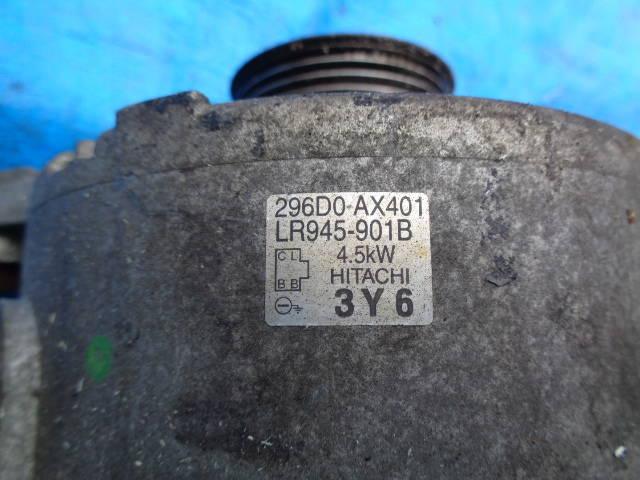 296D0-AX401
LR945-901B
C L 4.5kW
B B HITACHI
3Y6